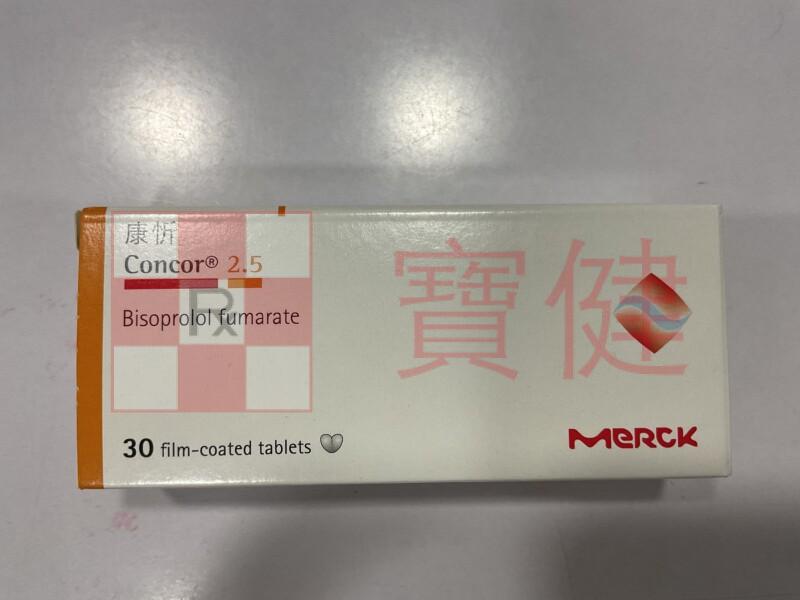 康忻
Concor® 2.5
Rx
Bisoprolol fumarate
寶健
30 film-coated tablets
MERCK